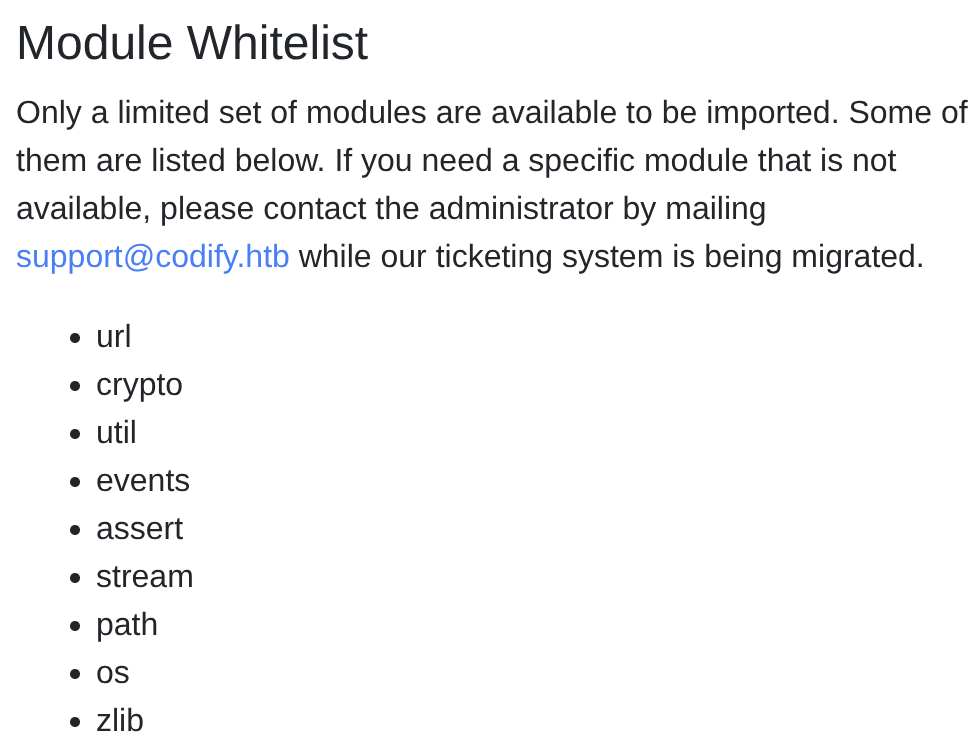 Module Whitelist
Only a limited set of modules are available to be imported. Some of
them are listed below. If you need a specific module that is not
available, please contact the administrator by mailing
support@codify.htb while our ticketing system is being migrated.
• url
• crypto
• util
• events
• assert
• stream
• path
• os
• zlib